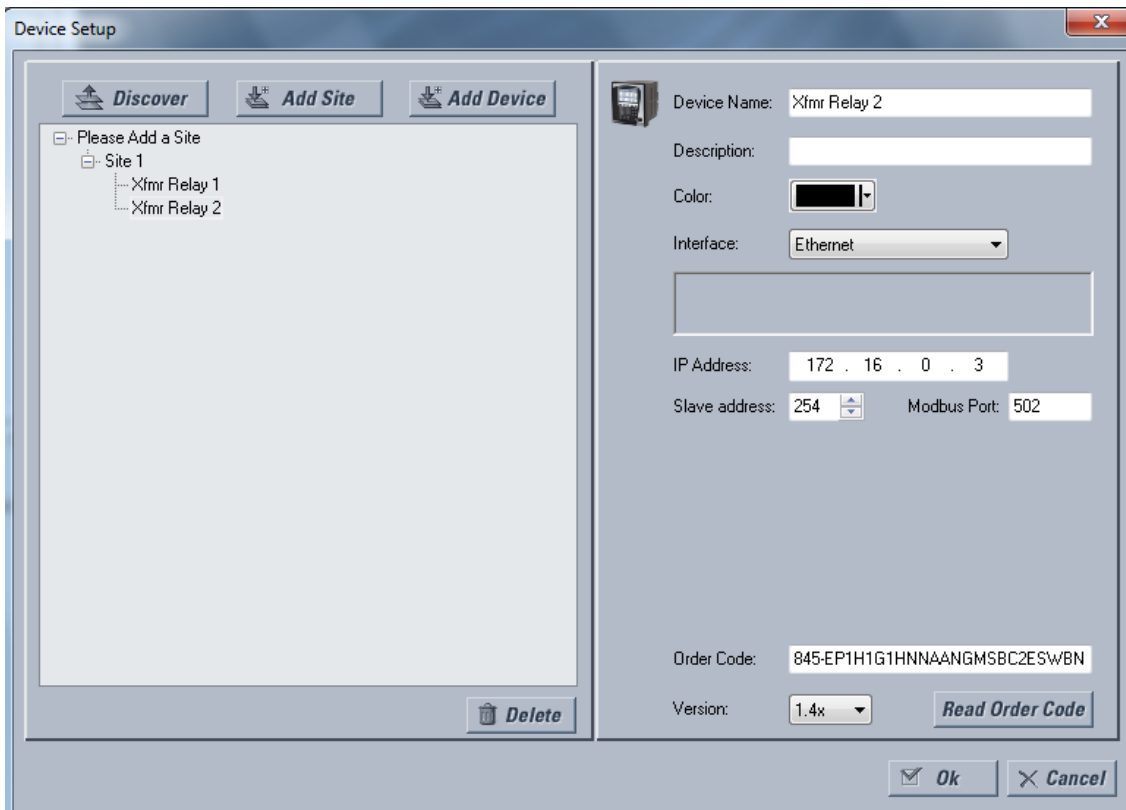 Device Setup
Discover
Add Site
Add Device
Please Add a Site
Site 1
Xfmr Relay 1
Xfmr Relay 2
Delete
Device Name: Xfmr Relay 2
Description:
Color:
Interface: Ethernet
IP Address: 172 . 16 . 0 . 3
Slave address: 254 Modbus Port: 502
Order Code: 845-EP1H1G1HNNAANGMSBC2ESWBN
Version: 1.4x Read Order Code
Ok Cancel